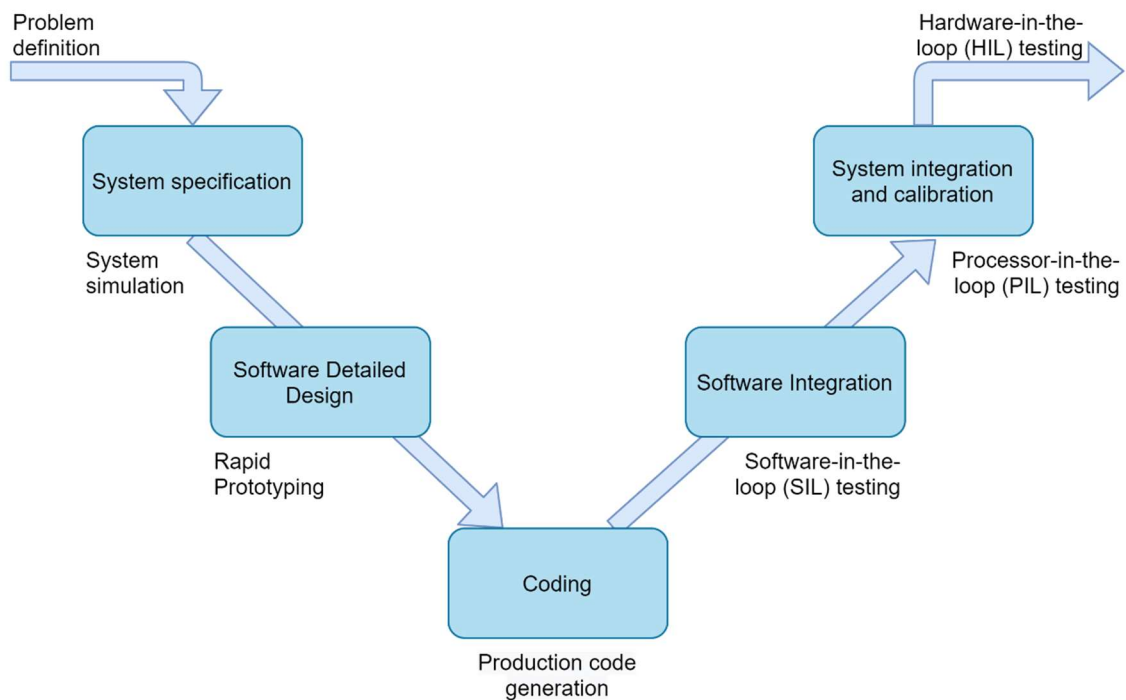 Problem
definition
Hardware-in-the-
loop (HIL) testing
System specification
System integration
and calibration
System
simulation
Processor-in-the-
loop (PIL) testing
Software Detailed
Design
Software Integration
Rapid
Prototyping
Software-in-the-
loop (SIL) testing
Coding
Production code
generation